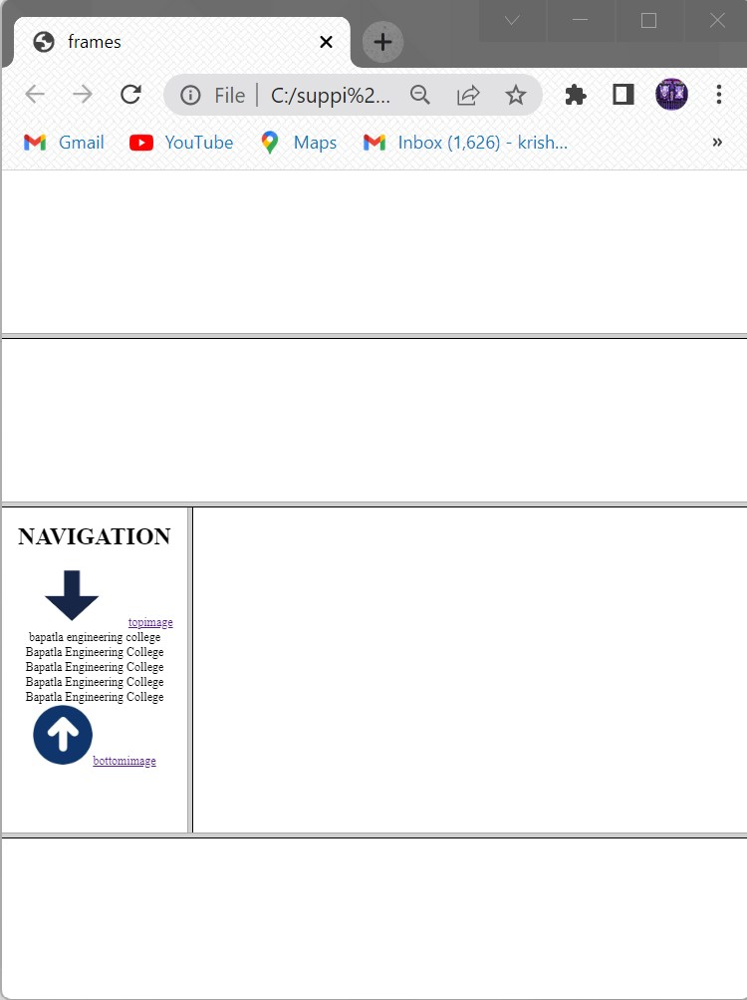 frames
File C:/suppi%2...
Gmail YouTube Maps Inbox (1,626) - krish...
NAVIGATION
topimage
bapatla engineering college
Bapatla Engineering College
Bapatla Engineering College
Bapatla Engineering College
Bapatla Engineering College
bottomimage